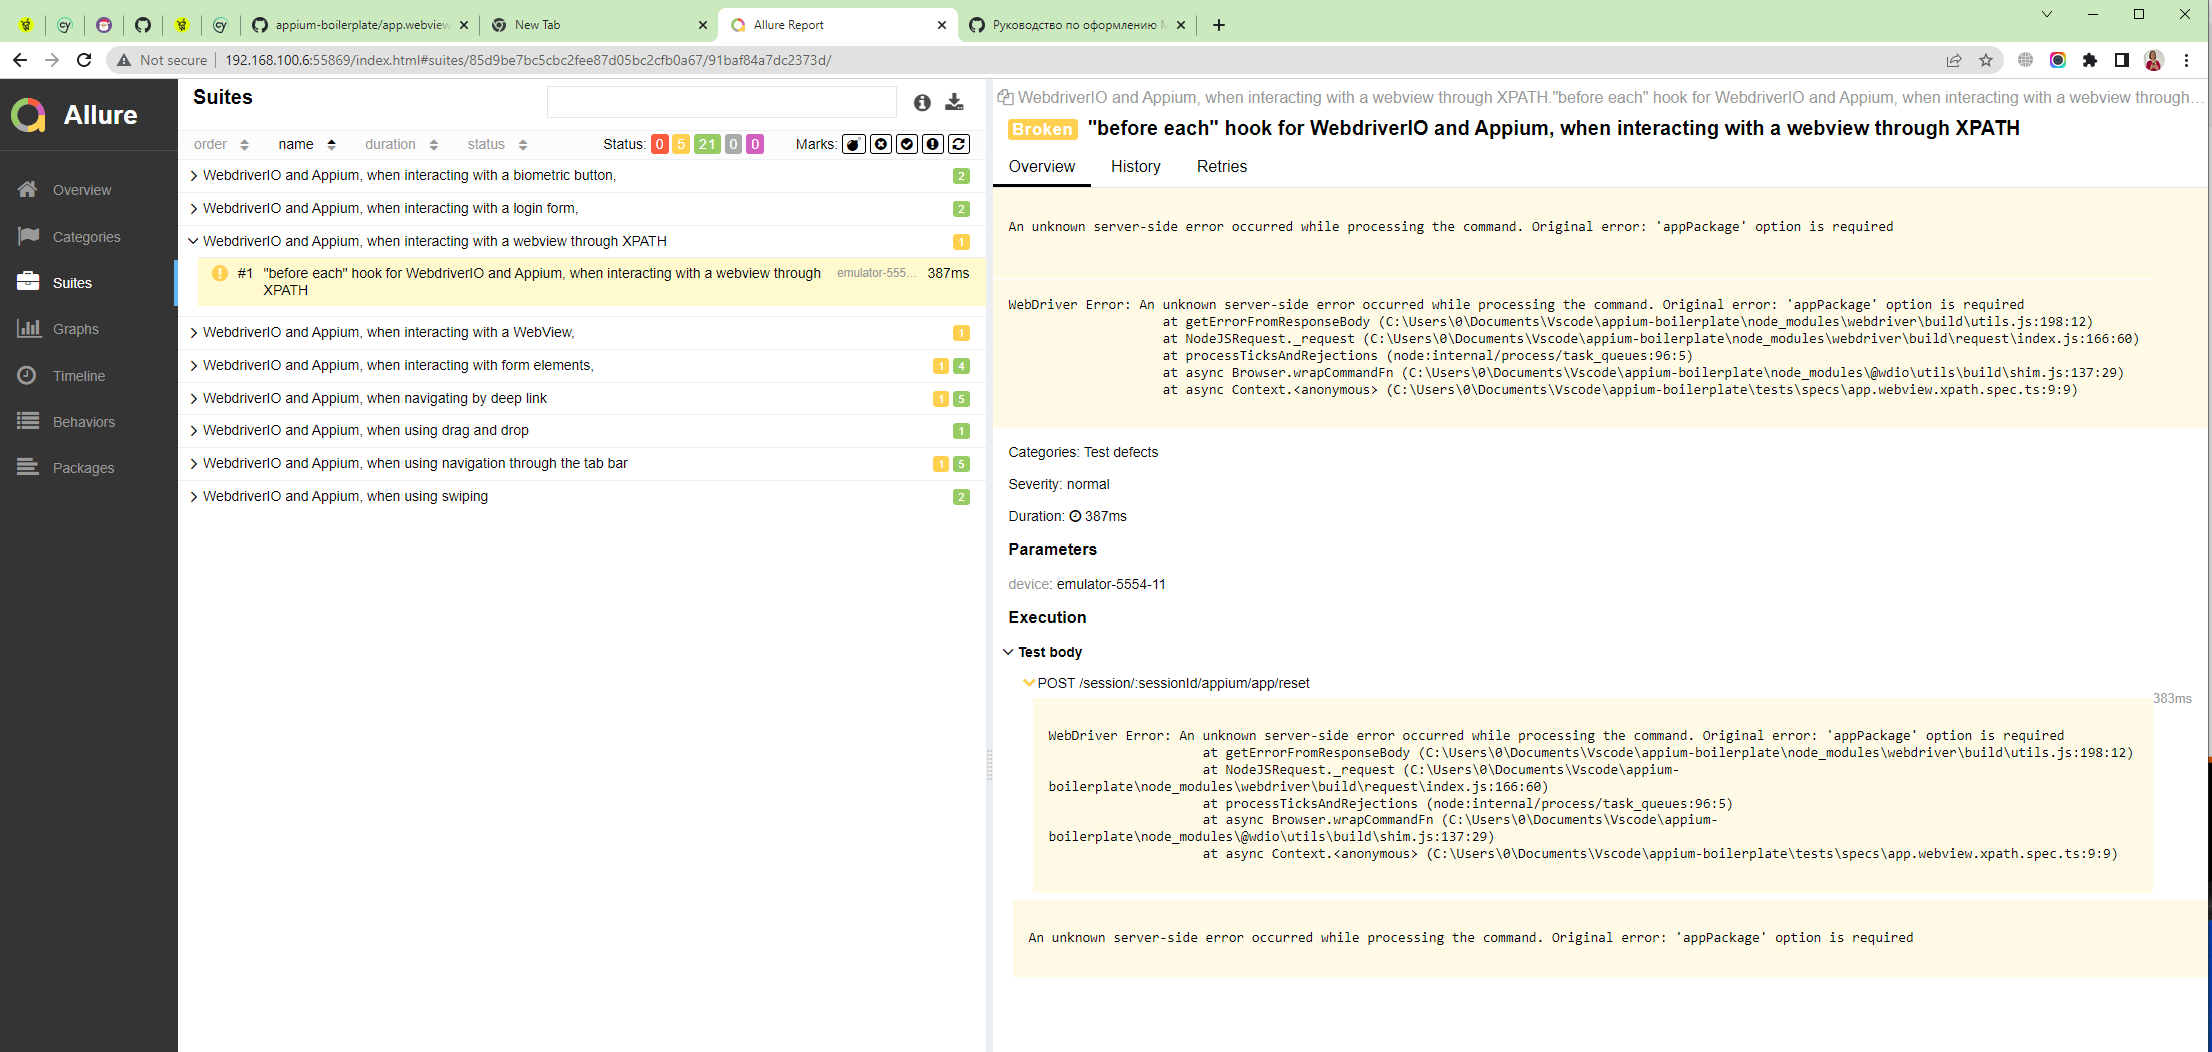 appium-boilerplate/app.webview
New Tab
Allure Report
Руководство по оформлению
Not secure
192.168.100.6:55869/index.html#suites/85d9be7bc5cbc2fee87d05bc2cfb0a67/91baf84a7dc2373d/
Allure
Overview
Categories
Suites
Graphs
Timeline
Behaviors
Packages
Suites
order name duration status Status: 0 5 21 0 0 Marks:
WebdriverIO and Appium, when interacting with a biometric button, 2
WebdriverIO and Appium, when interacting with a login form, 2
WebdriverIO and Appium, when interacting with a webview through XPATH 1
#1 "before each" hook for WebdriverIO and Appium, when interacting with a webview through emulator-555... 387ms
XPATH
WebdriverIO and Appium, when interacting with a WebView, 1
WebdriverIO and Appium, when interacting with form elements, 1 4
WebdriverIO and Appium, when navigating by deep link 1 5
WebdriverIO and Appium, when using drag and drop 1
WebdriverIO and Appium, when using navigation through the tab bar 1 5
WebdriverIO and Appium, when using swiping 2
WebdriverIO and Appium, when interacting with a webview through XPATH."before each" hook for WebdriverIO and Appium, when interacting with a webview through...
Broken "before each" hook for WebdriverIO and Appium, when interacting with a webview through XPATH
Overview History Retries
An unknown server-side error occurred while processing the command. Original error: 'appPackage' option is required
WebDriver Error: An unknown server-side error occurred while processing the command. Original error: 'appPackage' option is required
at getErrorFromResponseBody (C:\Users\0\Documents\Vscode\appium-boilerplate\node_modules\webdriver\build\utils.js:198:12)
at NodeJSRequest._request (C:\Users\0\Documents\Vscode\appium-boilerplate\node_modules\webdriver\build\request\index.js:166:60)
at processTicksAndRejections (node:internal/process/task_queues:96:5)
at async Browser.wrapCommandFn (C:\Users\0\Documents\Vscode\appium-boilerplate\node_modules\@wdio\utils\build\shim.js:137:29)
at async Context.<anonymous> (C:\Users\0\Documents\Vscode\appium-boilerplate\tests\specs\app.webview.xpath.spec.ts:9:9)
Categories: Test defects
Severity: normal
Duration: 387ms
Parameters
device: emulator-5554-11
Execution
Test body
POST /session/:sessionId/appium/app/reset
383ms
WebDriver Error: An unknown server-side error occurred while processing the command. Original error: 'appPackage' option is required
at getErrorFromResponseBody (C:\Users\0\Documents\Vscode\appium-boilerplate\node_modules\webdriver\build\utils.js:198:12)
at NodeJSRequest._request (C:\Users\0\Documents\Vscode\appium-
boilerplate\node_modules\webdriver\build\request\index.js:166:60)
at processTicksAndRejections (node:internal/process/task_queues:96:5)
at async Browser.wrapCommandFn (C:\Users\0\Documents\Vscode\appium-
boilerplate\node_modules\@wdio\utils\build\shim.js:137:29)
at async Context.<anonymous> (C:\Users\0\Documents\Vscode\appium-boilerplate\tests\specs\app.webview.xpath.spec.ts:9:9)
An unknown server-side error occurred while processing the command. Original error: 'appPackage' option is required